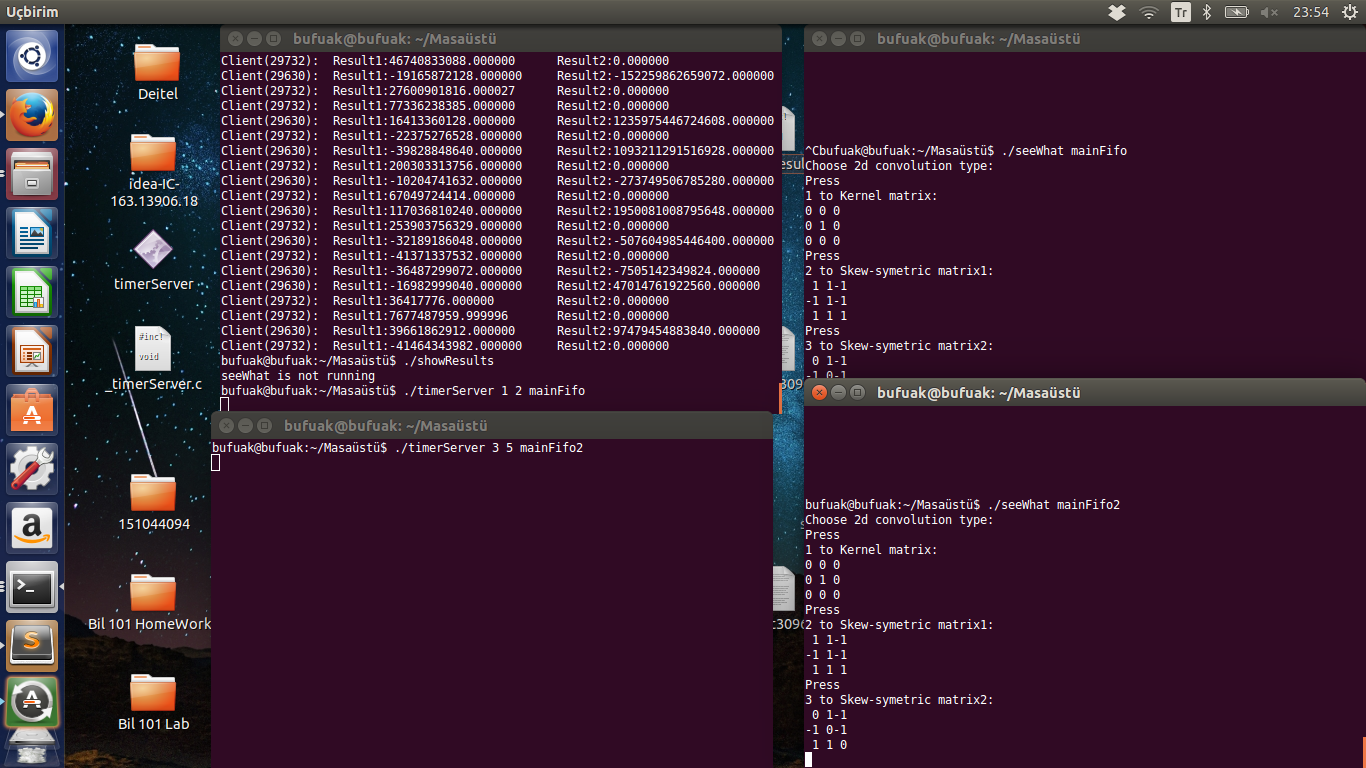 Uçbirim
Tr
23:54
Deitel
idea-IC-
163.13906.18
timerServer
#incl
void
_timerServer.c
151044094
Bil 101 HomeWork
Bil 101 Lab
bufuak@bufuak: ~/Masaüstü
Client(29732):  Result1:46740833088.000000      Result2:0.000000
Client(29630):  Result1:-19165872128.000000     Result2:-152259862659072.000000
Client(29732):  Result1:27600901816.000027      Result2:0.000000
Client(29732):  Result1:77336238385.000000      Result2:0.000000
Client(29630):  Result1:16413360128.000000      Result2:1235975446724608.000000
Client(29732):  Result1:-22375276528.000000     Result2:0.000000
Client(29630):  Result1:-39828848640.000000     Result2:1093211291516928.000000
Client(29732):  Result1:200303313756.000000     Result2:0.000000
Client(29630):  Result1:-10204741632.000000     Result2:-273749506785280.000000
Client(29732):  Result1:67049724414.000000      Result2:0.000000
Client(29630):  Result1:117036810240.000000     Result2:1950081008795648.000000
Client(29732):  Result1:253903756329.000000     Result2:0.000000
Client(29630):  Result1:-32189186048.000000     Result2:-507604985446400.000000
Client(29732):  Result1:-41371337532.000000     Result2:0.000000
Client(29630):  Result1:-36487299072.000000     Result2:-7505142349824.000000
Client(29630):  Result1:-16982999040.000000     Result2:47014761922560.000000
Client(29732):  Result1:36417776.000000         Result2:0.000000
Client(29732):  Result1:7677487959.999996       Result2:0.000000
Client(29630):  Result1:39661862912.000000      Result2:97479454883840.000000
Client(29732):  Result1:-41464343982.000000     Result2:0.000000
bufuak@bufuak:~/Masaüstü$ ./showResults
seeWhat is not running
bufuak@bufuak:~/Masaüstü$ ./timerServer 1 2 mainFifo
bufuak@bufuak: ~/Masaüstü
bufuak@bufuak:~/Masaüstü$ ./timerServer 3 5 mainFifo2
bufuak@bufuak: ~/Masaüstü
^Cbufuak@bufuak:~/Masaüstü$ ./seeWhat mainFifo
Choose 2d convolution type:
Press
1 to Kernel matrix:
0 0 0
0 1 0
0 0 0
Press
2 to Skew-symetric matrix1:
 1 1-1
-1 1-1
 1 1 1
Press
3 to Skew-symetric matrix2:
 0 1-1
-1 0-1
bufuak@bufuak: ~/Masaüstü
bufuak@bufuak:~/Masaüstü$ ./seeWhat mainFifo2
Choose 2d convolution type:
Press
1 to Kernel matrix:
0 0 0
0 1 0
0 0 0
Press
2 to Skew-symetric matrix1:
 1 1-1
-1 1-1
 1 1 1
Press
3 to Skew-symetric matrix2:
 0 1-1
-1 0-1
 1 1 0